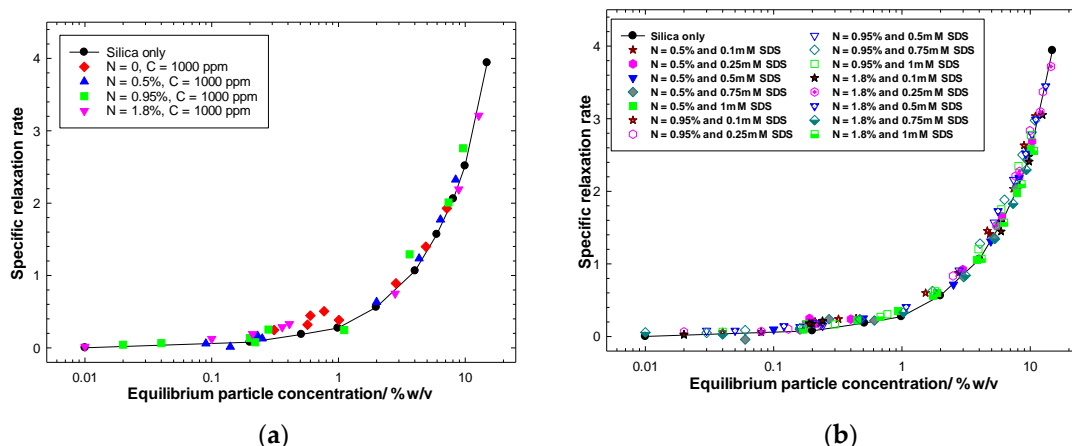 Silica only
N = 0, C = 1000 ppm
N = 0.5%, C = 1000 ppm
N = 0.95%, C = 1000 ppm
N = 1.8%, C = 1000 ppm
Specific relaxation rate
4
3
2
1
0
0.01 0.1 1 10
Equilibrium particle concentration/ %w/v
(a)
Silica only
N = 0.5% and 0.1mM SDS
N = 0.5% and 0.25mM SDS
N = 0.5% and 0.5mM SDS
N = 0.5% and 0.75mM SDS
N = 0.5% and 1mM SDS
N = 0.95% and 0.1mM SDS
N = 0.95% and 0.25mM SDS
N = 0.95% and 0.5mM SDS
N = 0.95% and 0.75mM SDS
N = 0.95% and 1mM SDS
N = 1.8% and 0.1mM SDS
N = 1.8% and 0.25mM SDS
N = 1.8% and 0.5mM SDS
N = 1.8% and 0.75mM SDS
N = 1.8% and 1mM SDS
Specific relaxation rate
4
3
2
1
0
0.01 0.1 1 10
Equilibrium particle concentration/ %w/v
(b)